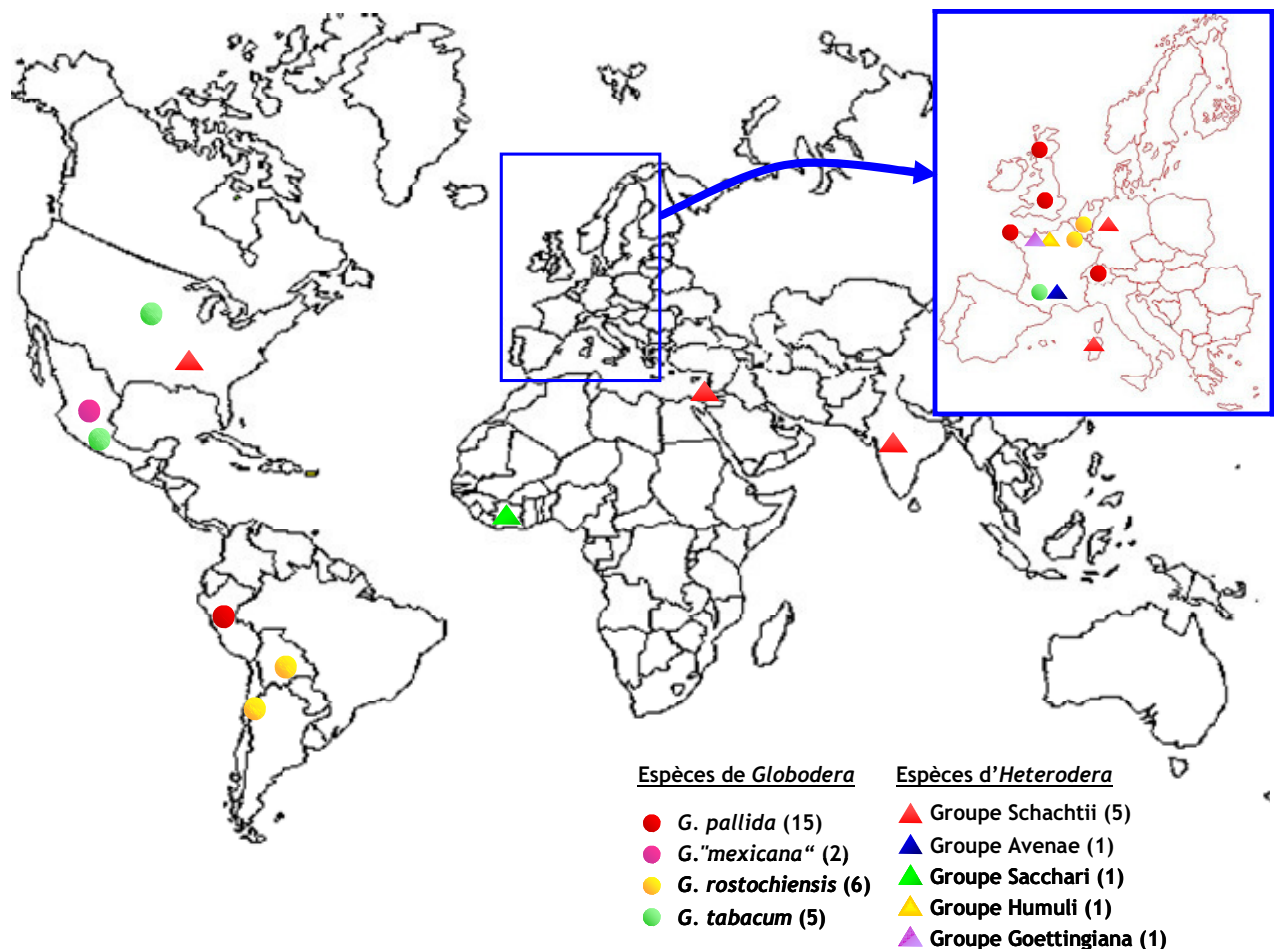 Espèces de Globodera
G. pallida (15)
G."mexicana“ (2)
G. rostochiensis (6)
G. tabacum (5)
Espèces d’Heterodera
Groupe Schachtii (5)
Groupe Avenae (1)
Groupe Sacchari (1)
Groupe Humuli (1)
Groupe Goettingiana (1)